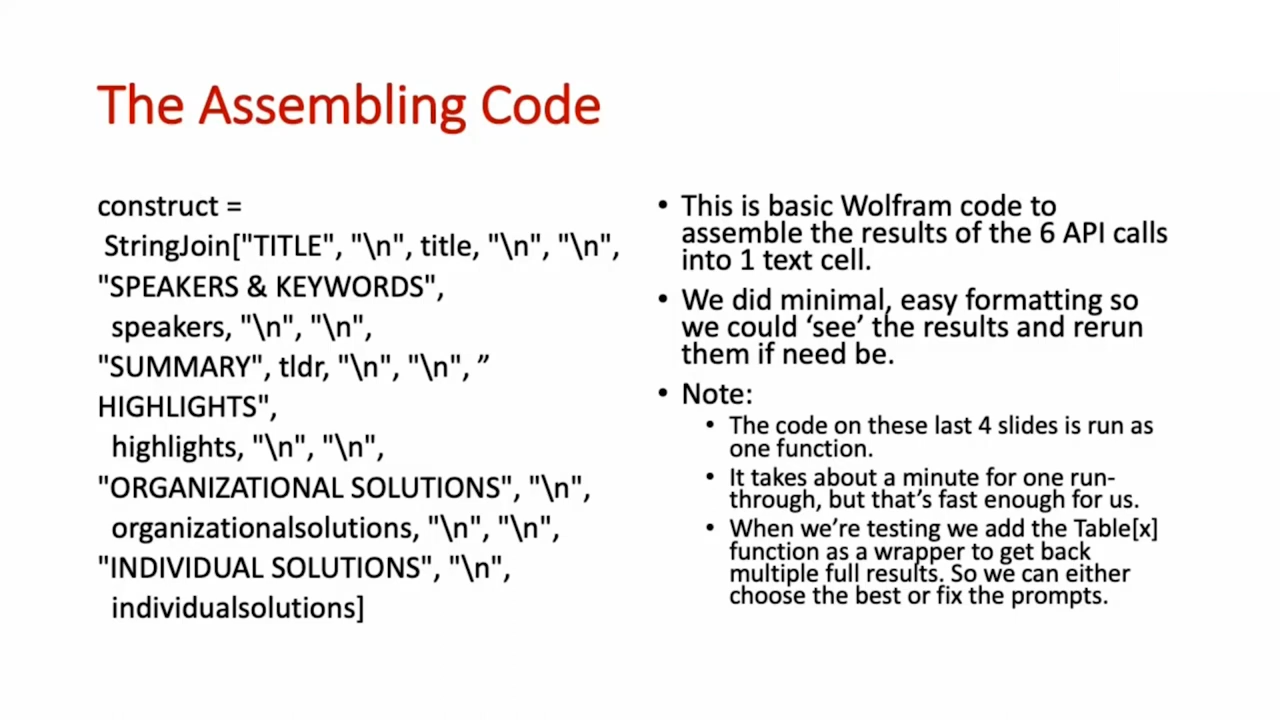 The Assembling Code
construct =
StringJoin["TITLE", "\n", title, "\n", "\n",
"SPEAKERS & KEYWORDS",
speakers, "\n", "\n",
"SUMMARY", tldr, "\n", "\n", ”
HIGHLIGHTS",
highlights, "\n", "\n",
"ORGANIZATIONAL SOLUTIONS", "\n",
organizationalsolutions, "\n", "\n",
"INDIVIDUAL SOLUTIONS", "\n",
individualsolutions]
• This is basic Wolfram code to
assemble the results of the 6 API calls
into 1 text cell.
• We did minimal, easy formatting so
we could ‘see’ the results and rerun
them if need be.
• Note:
• The code on these last 4 slides is run as
one function.
• It takes about a minute for one run-
through, but that’s fast enough for us.
• When we’re testing we add the Table[x]
function as a wrapper to get back
multiple full results. So we can either
choose the best or fix the prompts.